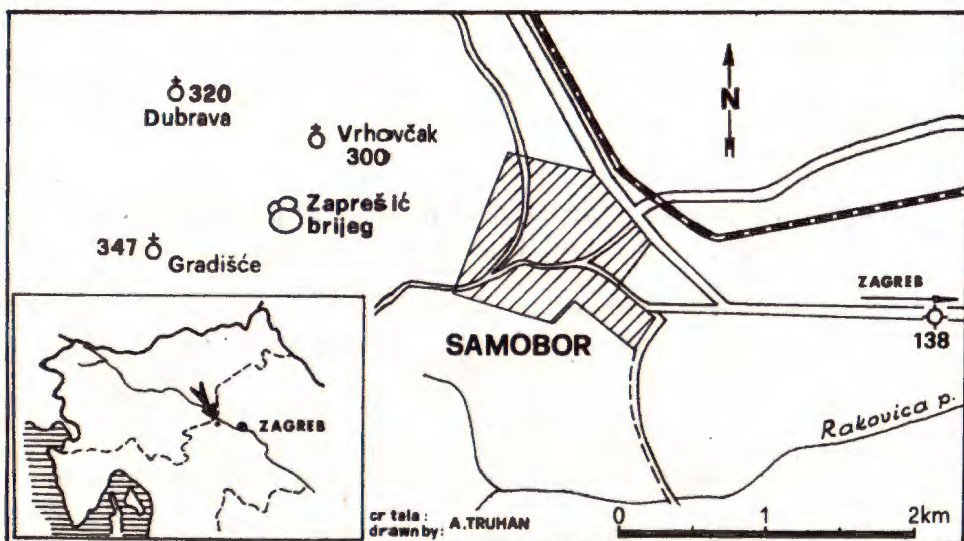 320
Dubrava
Vrhovčak
300
Zaprešić
brijeg
347
Gradišće
N
ZAGREB
138
SAMOBOR
Rakovica p.
ZAGREB
crtala :
drawn by: A.TRUHAN
0 1 2km